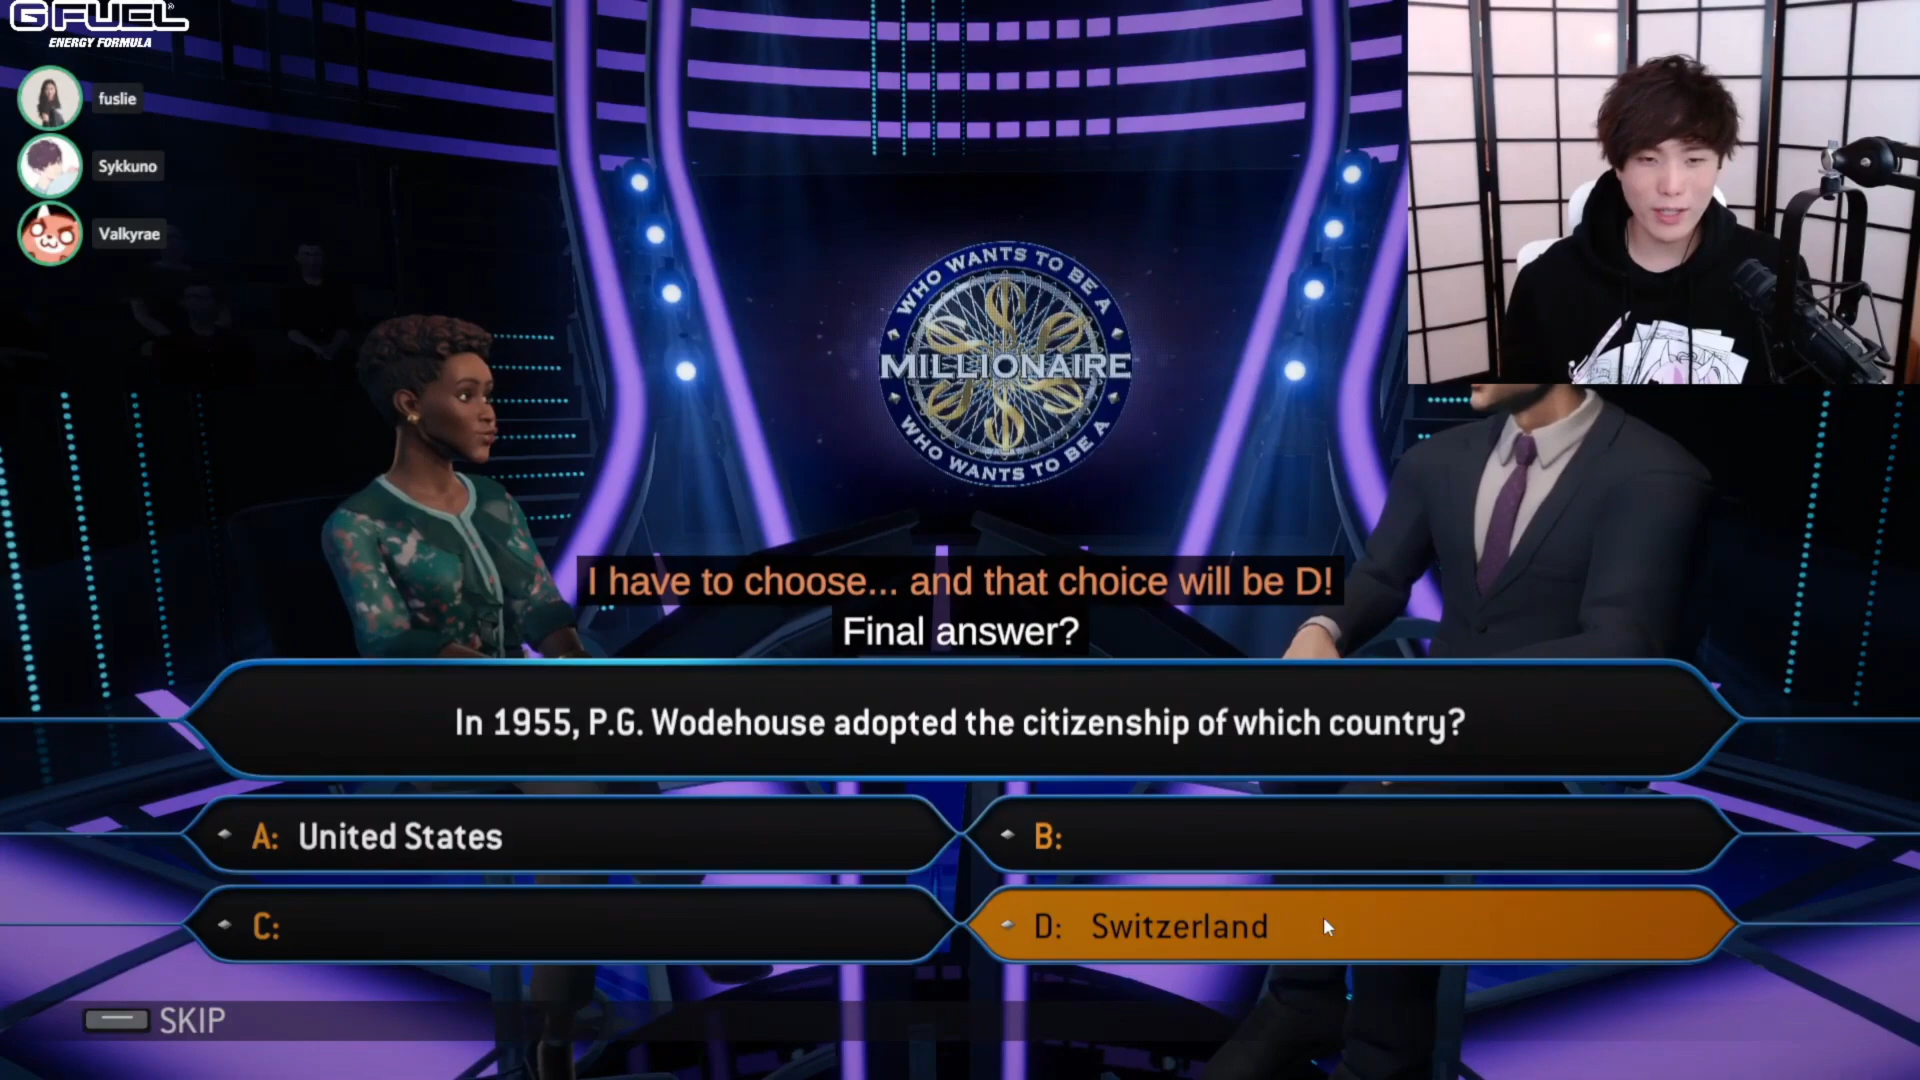 GFUEL®
ENERGY FORMULA
fuslie
Sykkuno
Valkyrae
WHO WANTS TO BE A
MILLIONAIRE
WHO WANTS TO BE A
I have to choose... and that choice will be D!
Final answer?
In 1955, P.G. Wodehouse adopted the citizenship of which country?
A: United States
B:
C:
D: Switzerland
SKIP